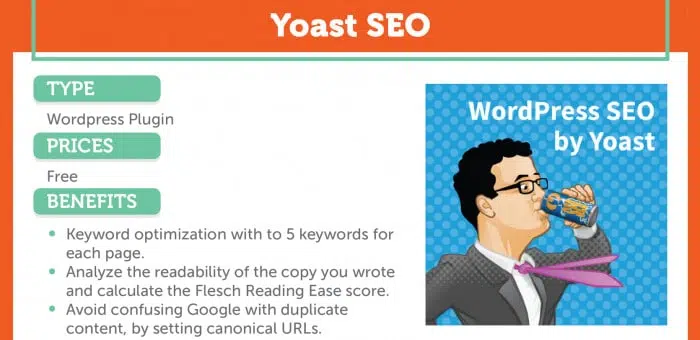 Yoast SEO
TYPE
Wordpress Plugin
PRICES
Free
BENEFITS
• Keyword optimization with to 5 keywords for
each page.
• Analyze the readability of the copy you wrote
and calculate the Flesch Reading Ease score.
• Avoid confusing Google with duplicate
content, by setting canonical URLs.
WordPress SEO
by Yoast